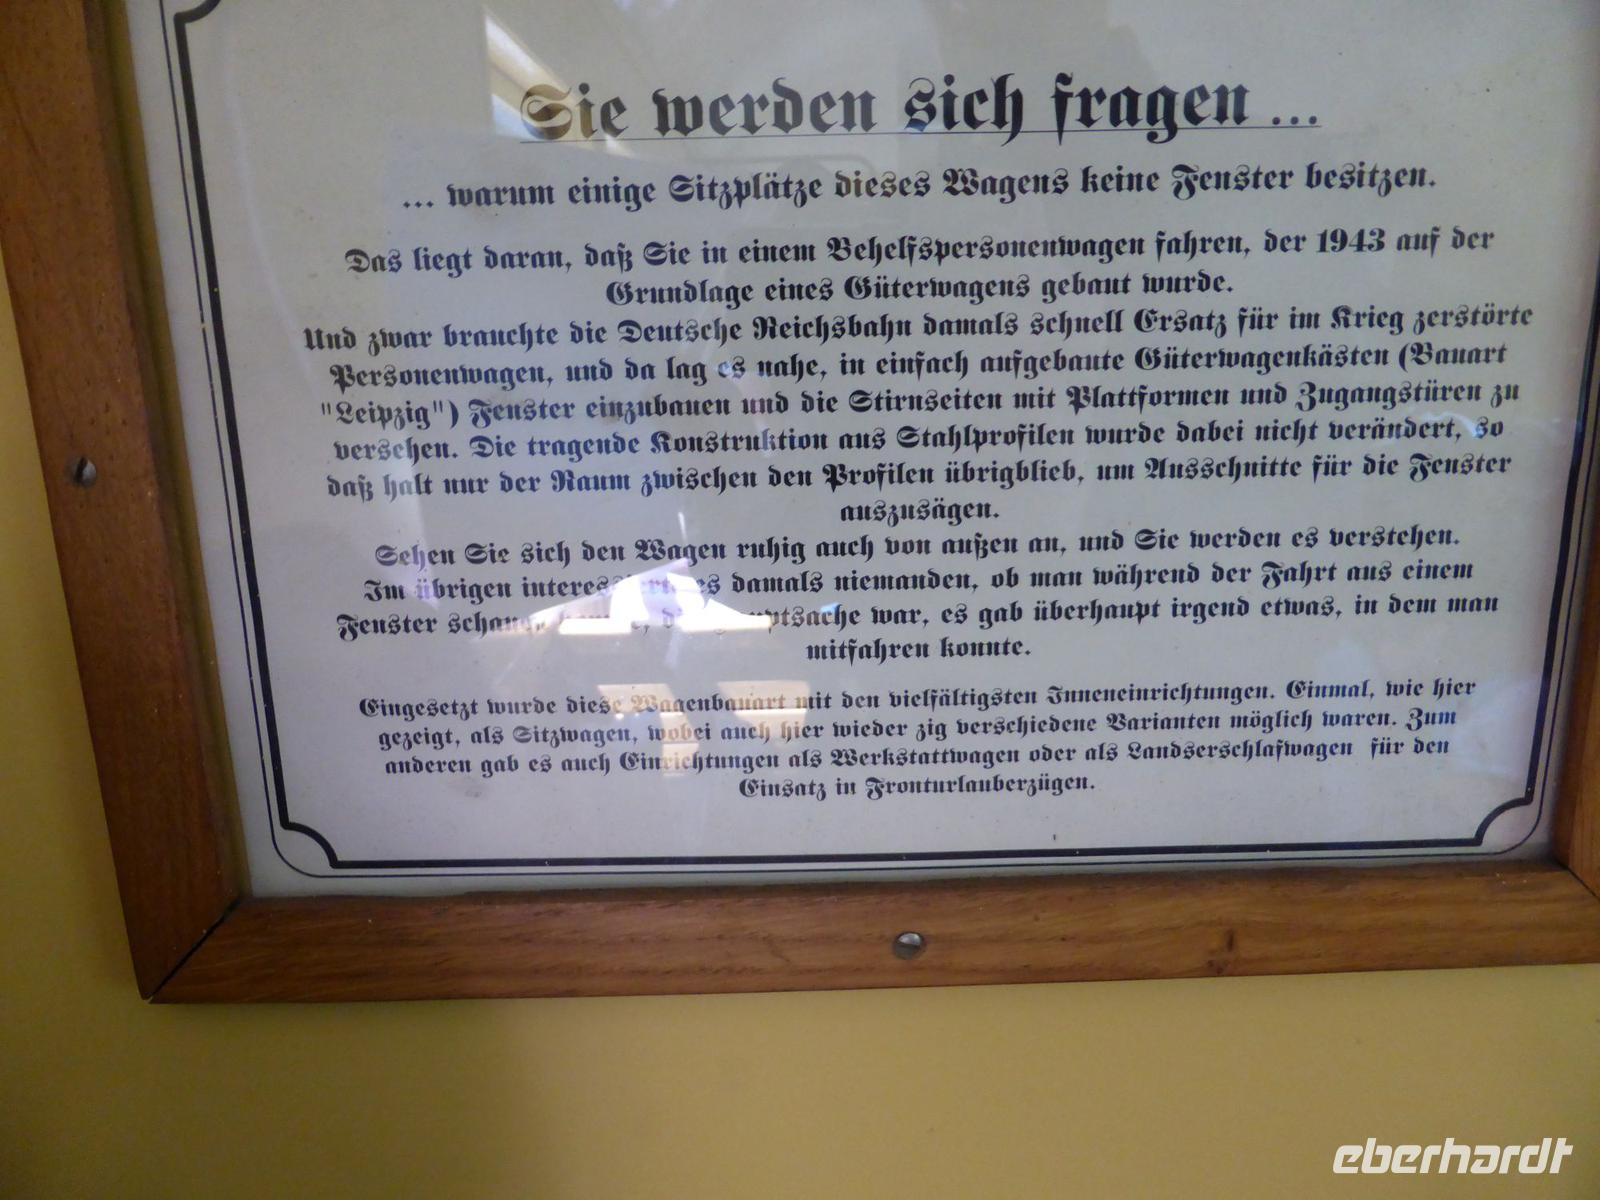 Sie werden sich fragen ...
... warum einige Sitzplätze dieses Wagens keine Fenster besitzen.
Das liegt daran, daß Sie in einem Behelfspersonenwagen fahren, der 1943 auf der
Grundlage eines Güterwagens gebaut wurde.
Und zwar brauchte die Deutsche Reichsbahn damals schnell Ersatz für im Krieg zerstörte
Personenwagen, und da lag es nahe, in einfach aufgebaute Güterwagenkästen (Bauart
"Leipzig") Fenster einzubauen und die Stirnseiten mit Plattformen und Zugangstüren zu
versehen. Die tragende Konstruktion aus Stahlprofilen wurde dabei nicht verändert, so
daß halt nur der Raum zwischen den Profilen übrigblieb, um Ausschnitte für die Fenster
auszusägen.
Sehen Sie sich den Wagen ruhig auch von außen an, und Sie werden es verstehen.
Im übrigen interessierte es damals niemanden, ob man während der Fahrt aus einem
Fenster war, es gab überhaupt irgend etwas, in dem man
mitfahren konnte.
Eingesetzt wurde diese Wagenbauart mit den vielfältigsten Inneneinrichtungen. Einmal, wie hier
gezeigt, als Sitzwagen, wobei auch hier wieder zig verschiedene Varianten möglich waren. Zum
anderen gab es auch Einrichtungen als Werkstattwagen oder als Landserschlafwagen für den
Einsatz in Fronturlauberzügen.
eberhardt